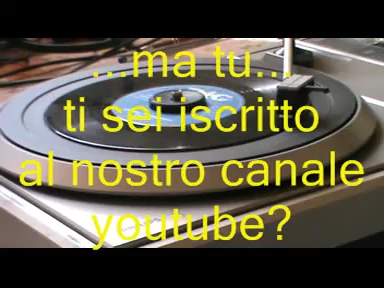 ...ma tu...
ti sei iscritto
al nostro canale
youtube?